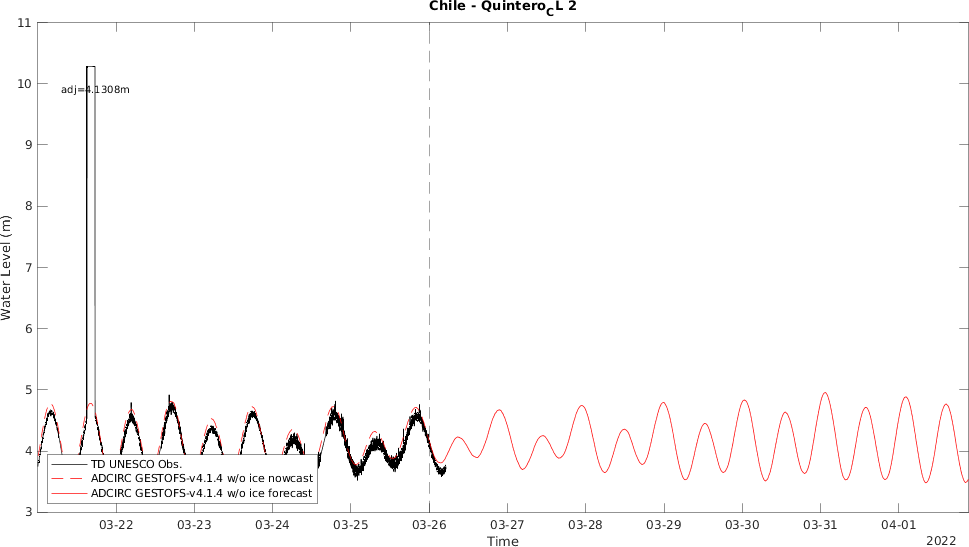 Chile - Quintero_CL 2
11
10
9
8
7
6
5
4
3
Water Level (m)
adj=4.1308m
TD UNESCO Obs.
ADCIRC GESTOFS-v4.1.4 w/o ice nowcast
ADCIRC GESTOFS-v4.1.4 w/o ice forecast
03-22 03-23 03-24 03-25 03-26 03-27 03-28 03-29 03-30 03-31 04-01
Time
2022